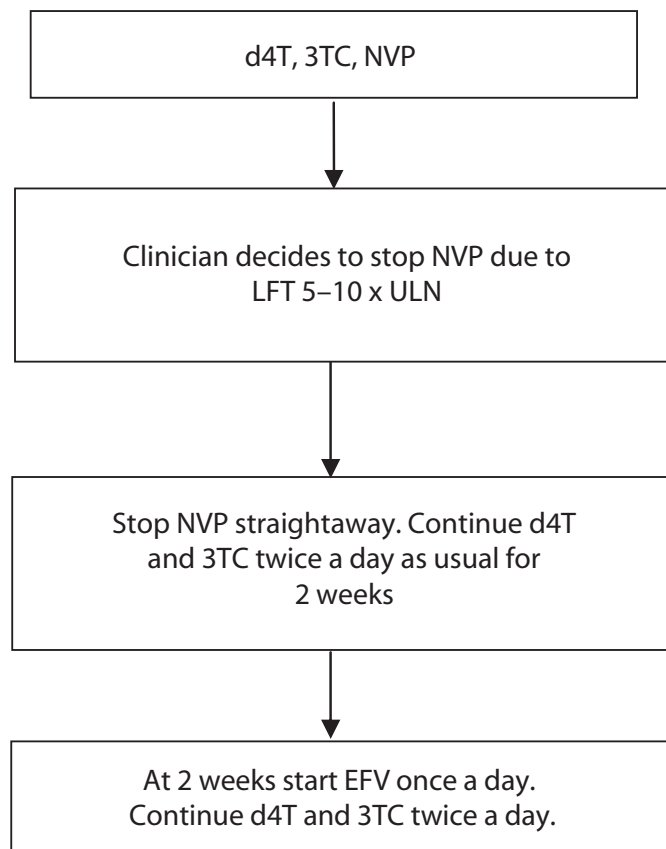 d4T, 3TC, NVP
Clinician decides to stop NVP due to
LFT 5–10 x ULN
Stop NVP straightaway. Continue d4T
and 3TC twice a day as usual for
2 weeks
At 2 weeks start EFV once a day.
Continue d4T and 3TC twice a day.